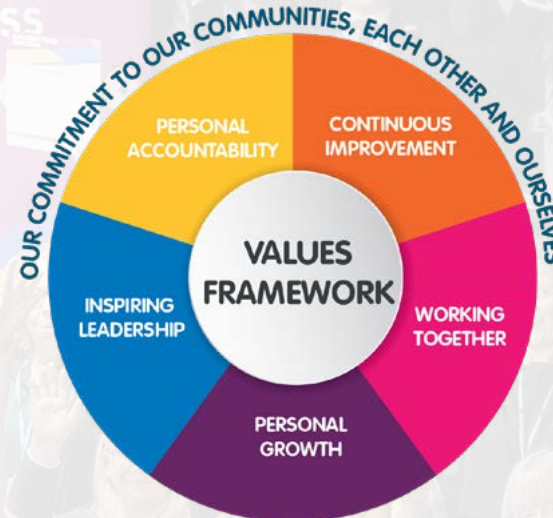 OUR COMMITMENT TO OUR COMMUNITIES, EACH OTHER AND OURSELVES
PERSONAL
ACCOUNTABILITY
CONTINUOUS
IMPROVEMENT
VALUES
FRAMEWORK
INSPIRING
LEADERSHIP
WORKING
TOGETHER
PERSONAL
GROWTH